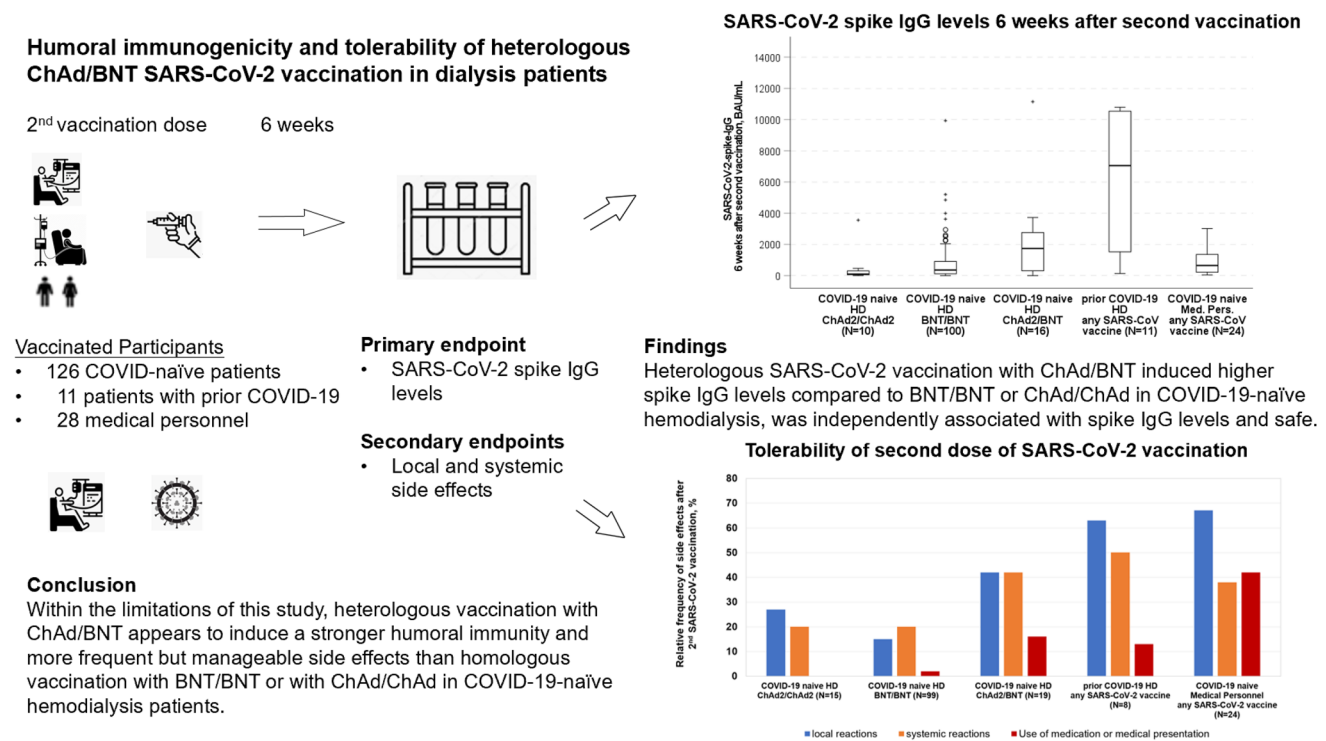 Humoral immunogenicity and tolerability of heterologous
ChAd/BNT SARS-CoV-2 vaccination in dialysis patients
2nd vaccination dose
6 weeks
Vaccinated Participants
• 126 COVID-naïve patients
• 11 patients with prior COVID-19
• 28 medical personnel
Primary endpoint
• SARS-CoV-2 spike IgG
levels
Secondary endpoints
• Local and systemic
side effects
Conclusion
Within the limitations of this study, heterologous vaccination with
ChAd/BNT appears to induce a stronger humoral immunity and
more frequent but manageable side effects than homologous
vaccination with BNT/BNT or with ChAd/ChAd in COVID-19-naïve
hemodialysis patients.
SARS-CoV-2 spike IgG levels 6 weeks after second vaccination
SARS-CoV-2-spike-IgG
6 weeks after second vaccination, BAU/mL
14000
12000
10000
8000
6000
4000
2000
0
COVID-19 naive
HD
ChAd2/ChAd2
(N=10)
COVID-19 naive
HD
BNT/BNT
(N=100)
COVID-19 naive
HD
ChAd2/BNT
(N=16)
prior COVID-19
HD
any SARS-CoV
vaccine (N=11)
COVID-19 naive
Med. Pers.
any SARS-CoV
vaccine (N=24)
Findings
Heterologous SARS-CoV-2 vaccination with ChAd/BNT induced higher
spike IgG levels compared to BNT/BNT or ChAd/ChAd in COVID-19-naïve
hemodialysis, was independently associated with spike IgG levels and safe.
Tolerability of second dose of SARS-CoV-2 vaccination
Relative frequency of side effects after
2nd SARS-CoV-2 vaccination, %
80
70
60
50
40
30
20
10
0
COVID-19 naive HD
ChAd2/ChAd2 (N=15)
COVID-19 naive HD
BNT/BNT (N=99)
COVID-19 naive HD
ChAd2/BNT (N=19)
prior COVID-19 HD
any SARS-CoV-2 vaccine
(N=8)
COVID-19 naive
Medical Personnel
any SARS-CoV-2 vaccine
(N=24)
local reactions
systemic reactions
Use of medication or medical presentation